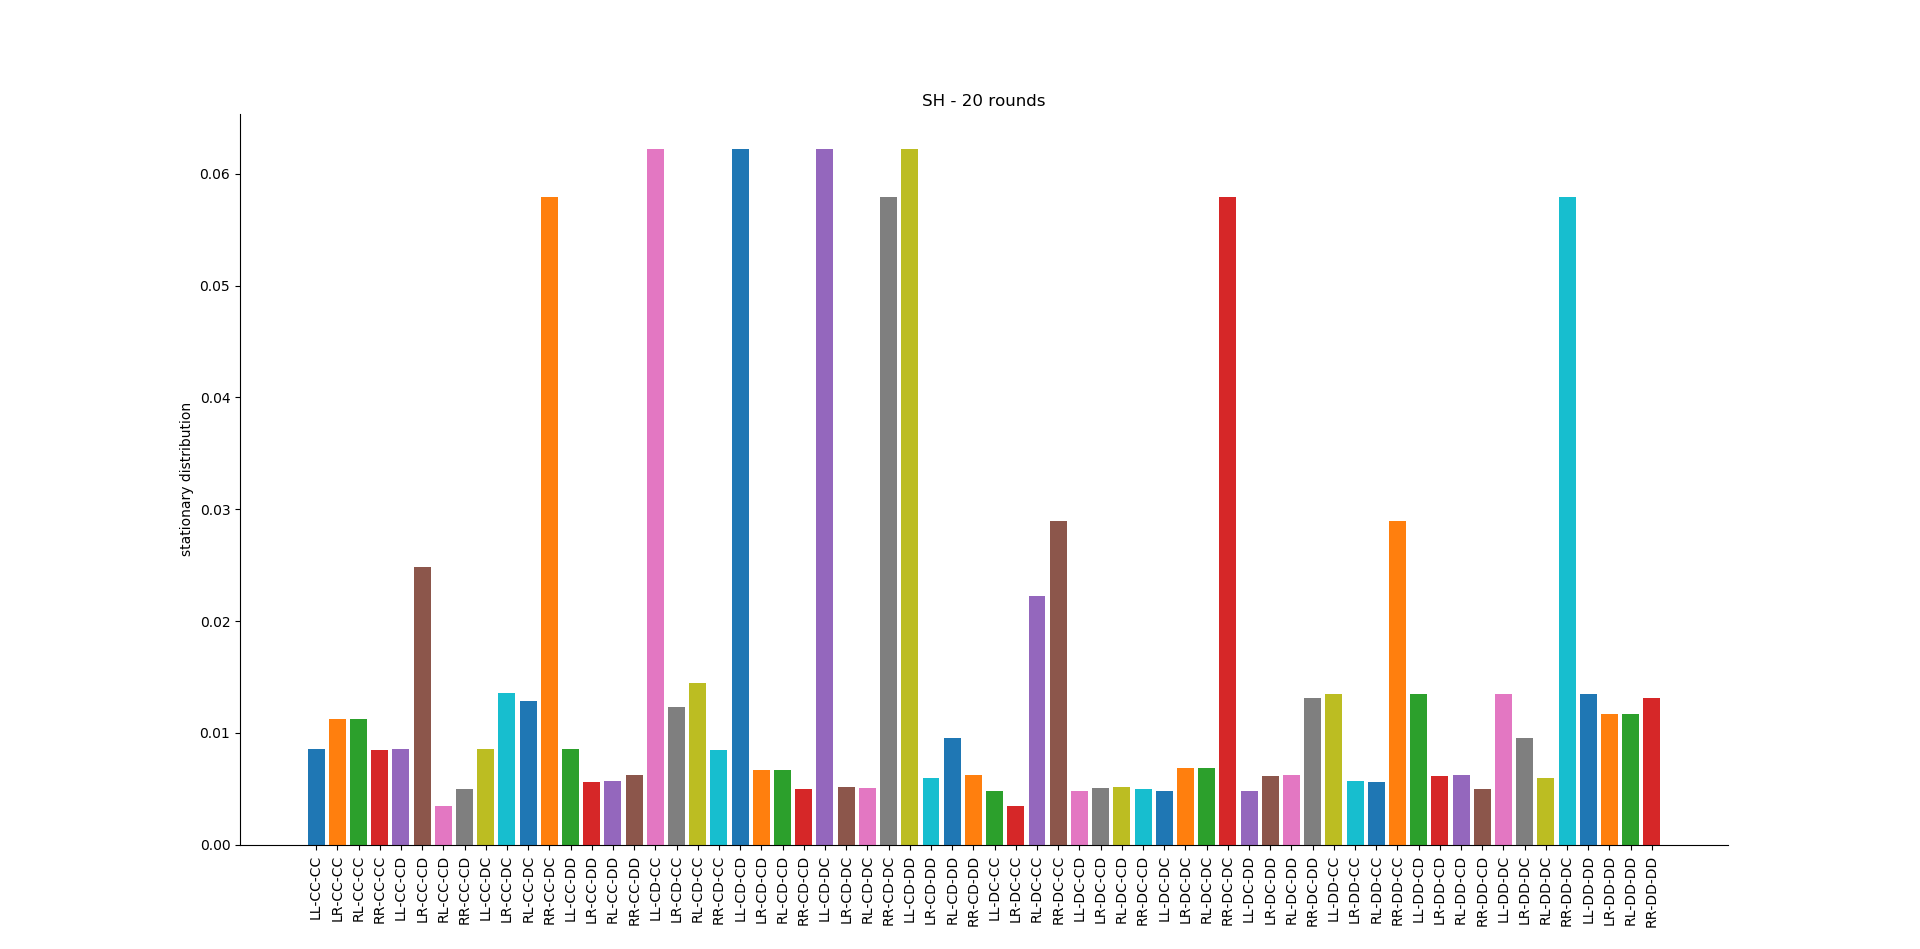 SH - 20 rounds
stationary distribution
0.06
0.05
0.04
0.03
0.02
0.01
0.00
LL-CC-CC
LR-CC-CC
RL-CC-CC
RR-CC-CC
LL-CC-CD
LR-CC-CD
RL-CC-CD
RR-CC-CD
LL-CC-DC
LR-CC-DC
RL-CC-DC
RR-CC-DC
LL-CC-DD
LR-CC-DD
RL-CC-DD
RR-CC-DD
LL-CD-CC
LR-CD-CC
RL-CD-CC
RR-CD-CC
LL-CD-CD
LR-CD-CD
RL-CD-CD
RR-CD-CD
LL-CD-DC
LR-CD-DC
RL-CD-DC
RR-CD-DC
LL-CD-DD
LR-CD-DD
RL-CD-DD
RR-CD-DD
LL-DC-CC
LR-DC-CC
RL-DC-CC
RR-DC-CC
LL-DC-CD
LR-DC-CD
RL-DC-CD
RR-DC-CD
LL-DC-DC
LR-DC-DC
RL-DC-DC
RR-DC-DC
LL-DC-DD
LR-DC-DD
RL-DC-DD
RR-DC-DD
LL-DD-CC
LR-DD-CC
RL-DD-CC
RR-DD-CC
LL-DD-CD
LR-DD-CD
RL-DD-CD
RR-DD-CD
LL-DD-DC
LR-DD-DC
RL-DD-DC
RR-DD-DC
LL-DD-DD
LR-DD-DD
RL-DD-DD
RR-DD-DD